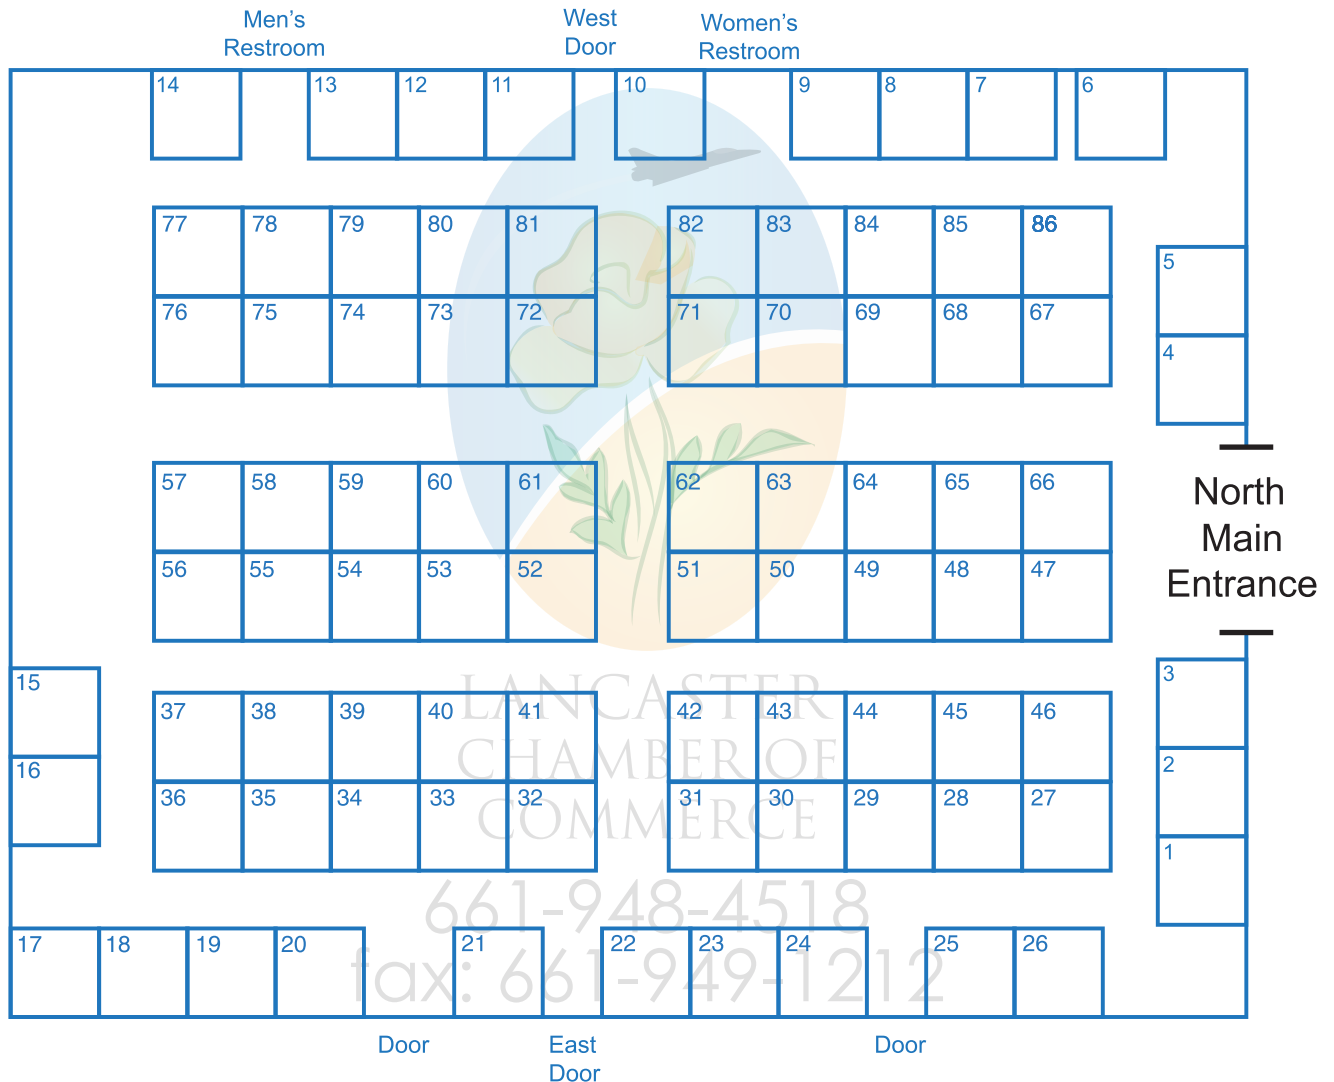 Men's
Restroom
West
Door
Women's
Restroom
14 13 12 11 10 9 8 7 6
77 78 79 80 81 82 83 84 85 86
5
76 75 74 73 72 71 70 69 68 67
4
57 58 59 60 61 62 63 64 65 66
North
Main
Entrance
56 55 54 53 52 51 50 49 48 47
15
3
LANCASTER
37 38 39 40 41 42 43 44 45 46
CHAMBER OF
16
2
36 35 34 33 32 31 30 29 28 27
COMMERCE
1
661-948-4518
17 18 19 20 21 22 23 24 25 26
fax: 661-949-1212
Door
East
Door
Door